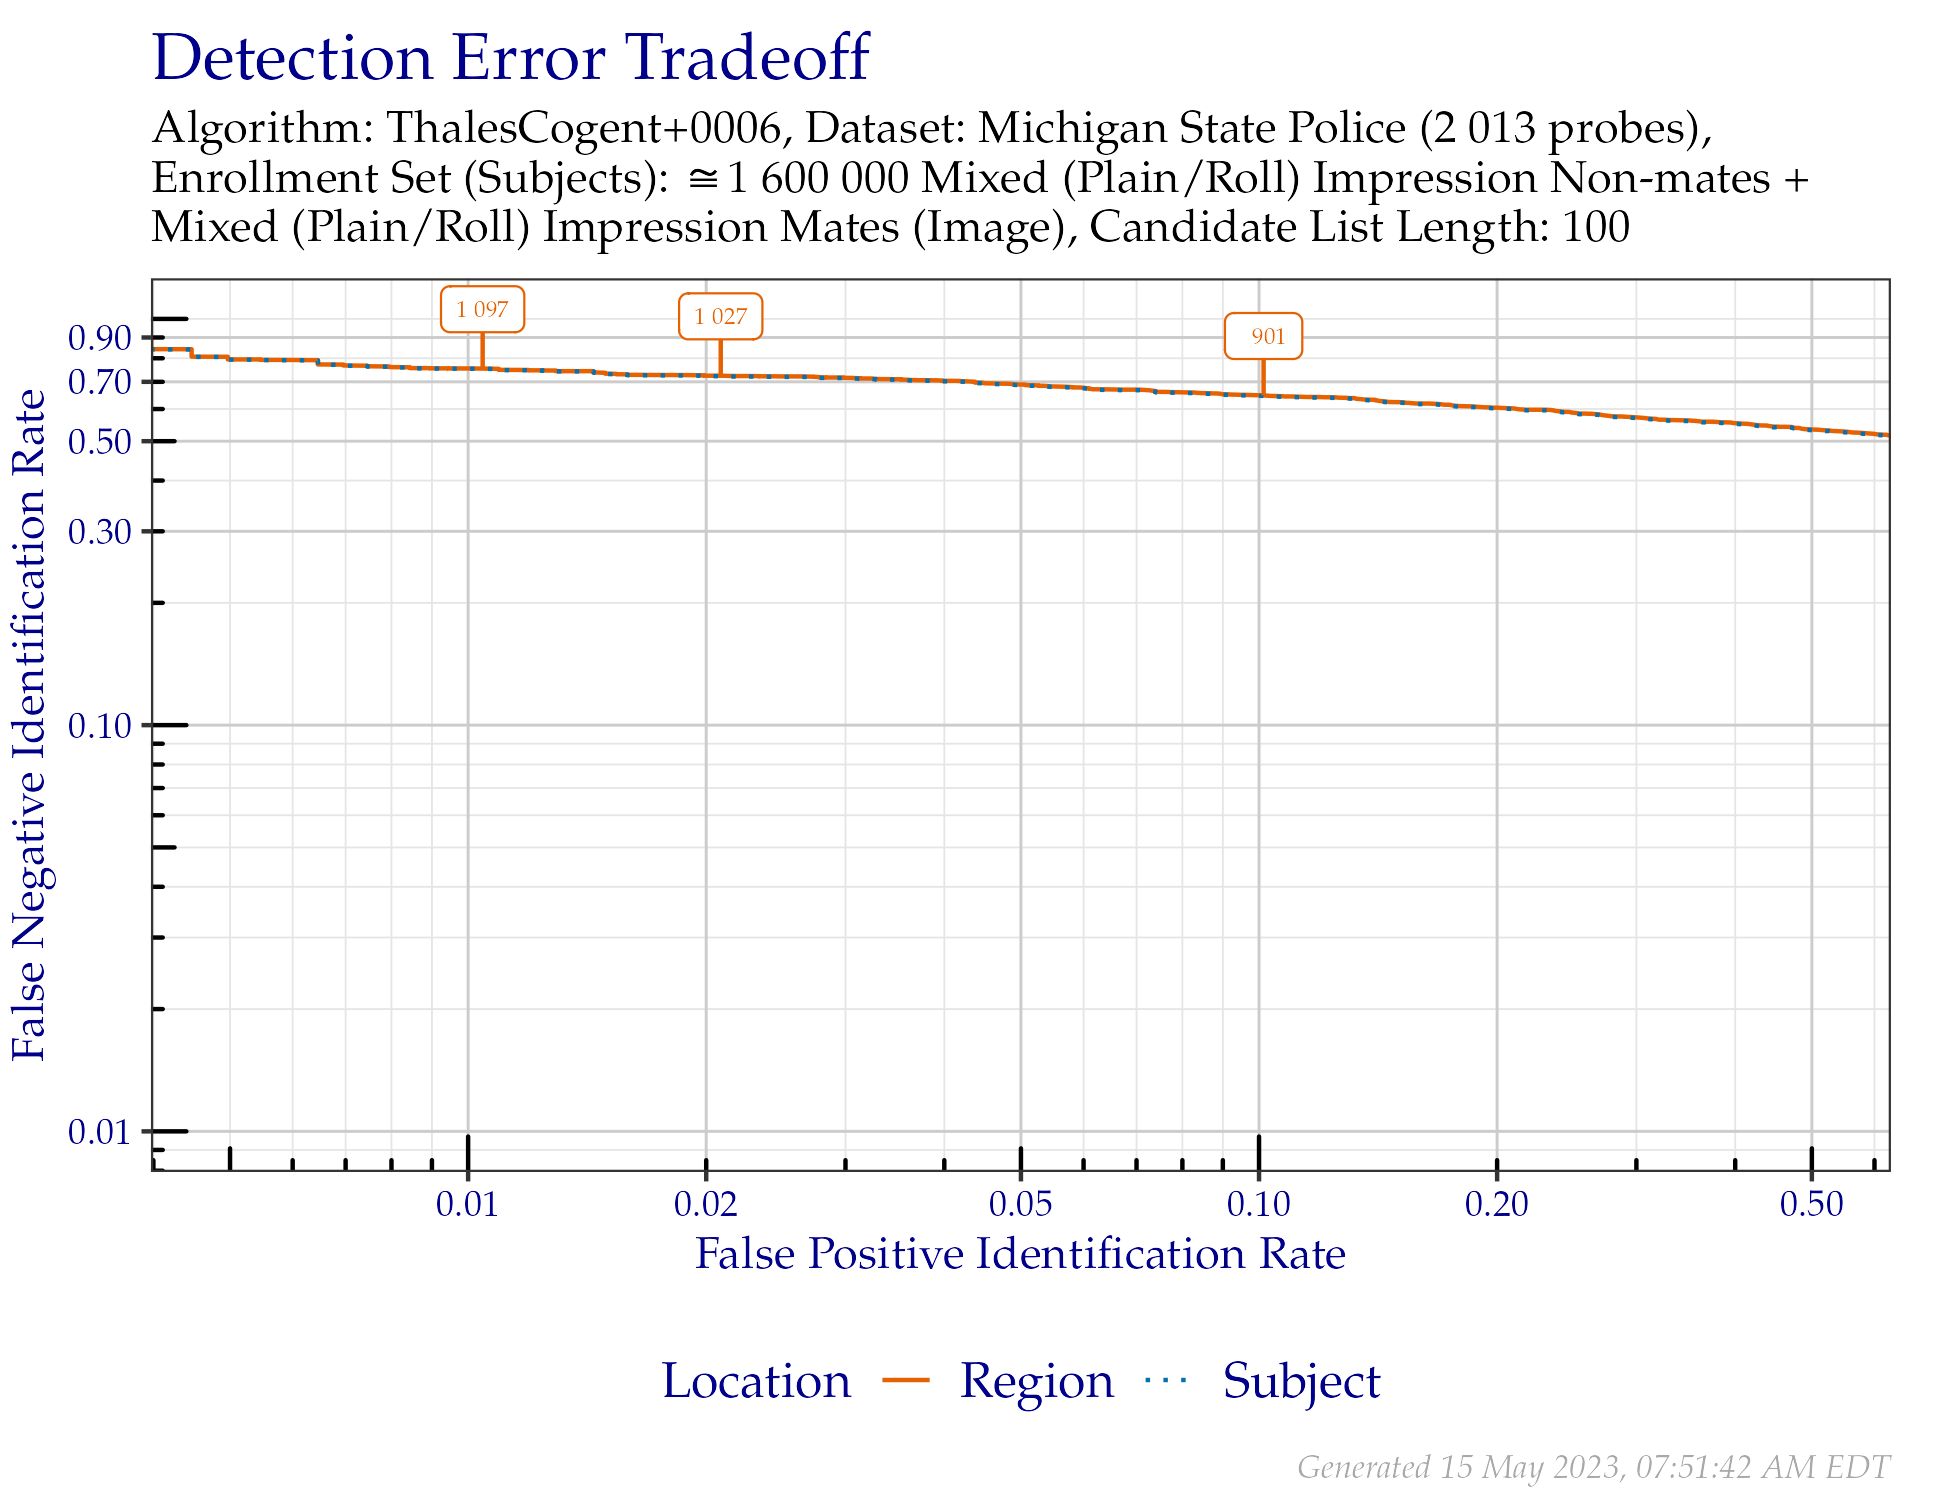 Detection Error Tradeoff
Algorithm: ThalesCogent+0006, Dataset: Michigan State Police (2 013 probes),
Enrollment Set (Subjects): ≅1 600 000 Mixed (Plain/Roll) Impression Non-mates +
Mixed (Plain/Roll) Impression Mates (Image), Candidate List Length: 100
1 097
1 027
901
0.90
0.70
0.50
0.30
0.10
0.01
False Negative Identification Rate
0.01 0.02 0.05 0.10 0.20 0.50
False Positive Identification Rate
Location Region Subject
Generated 15 May 2023, 07:51:42 AM EDT